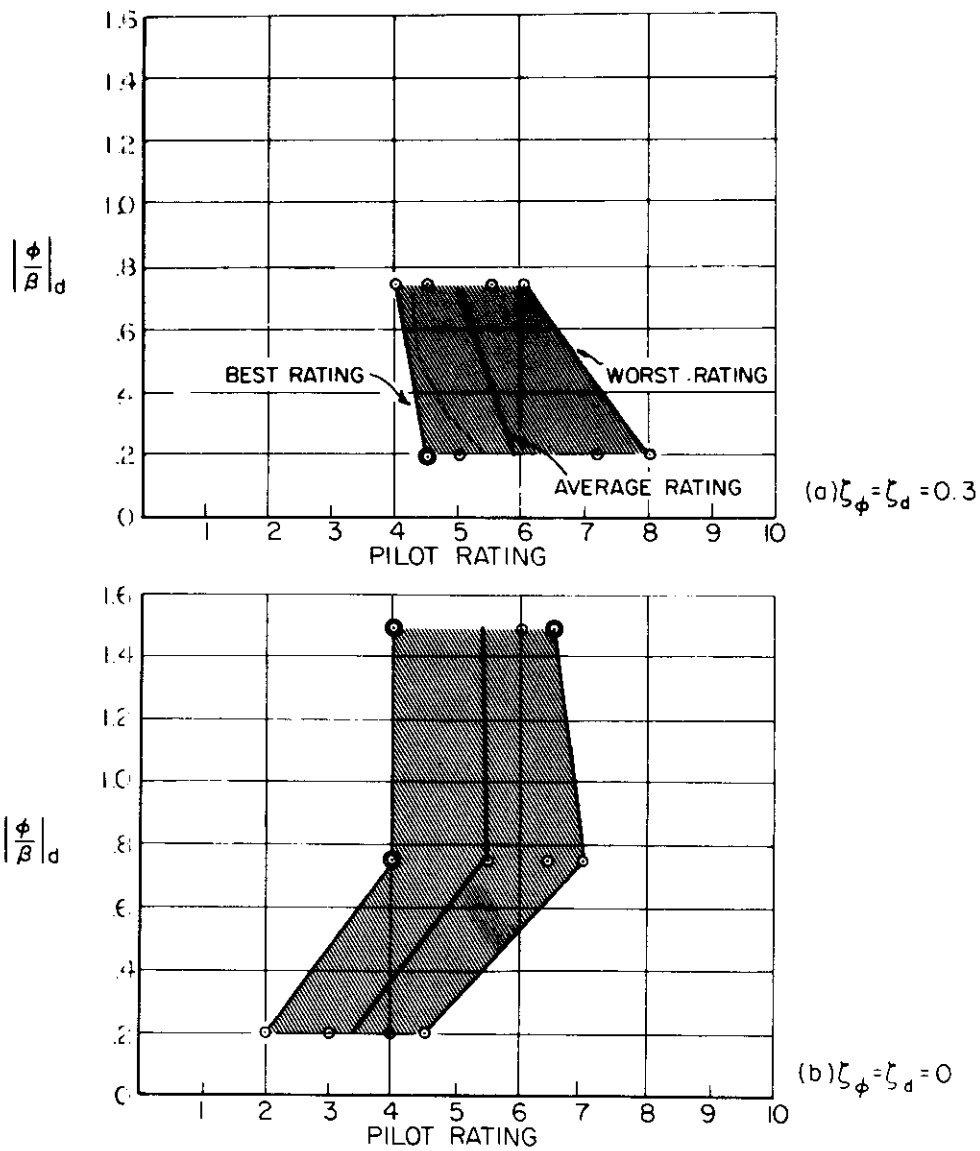 1.6
1.4
1.2
1.0
.8
.6
.4
.2
0
|ϕ/β|d
BEST RATING
WORST RATING
AVERAGE RATING
(a) ζϕ = ζd = 0.3
1 2 3 4 5 6 7 8 9 10
PILOT RATING
1.6
1.4
1.2
1.0
.8
.6
.4
.2
0
|ϕ/β|d
(b) ζϕ = ζd = 0
1 2 3 4 5 6 7 8 9 10
PILOT RATING